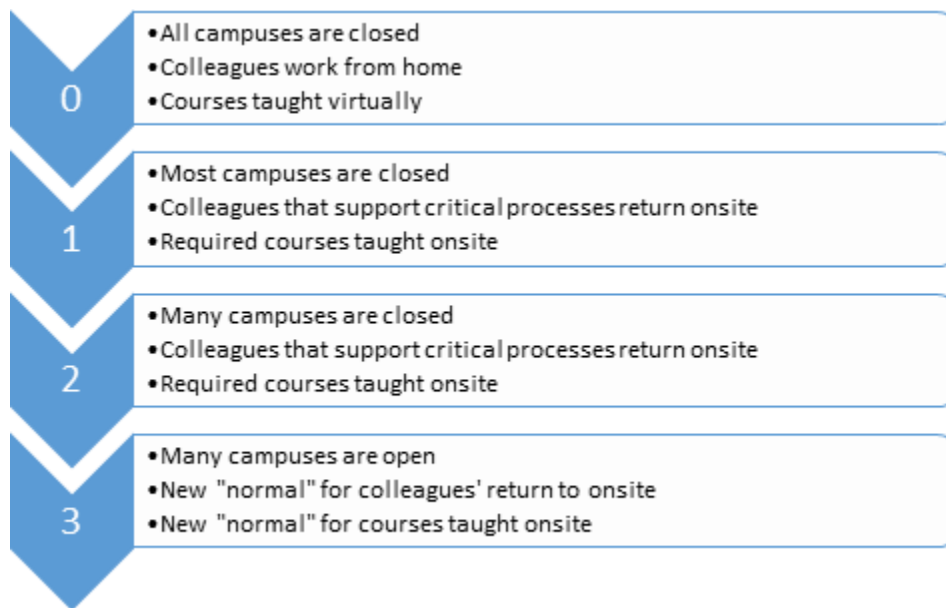 0
•All campuses are closed
•Colleagues work from home
•Courses taught virtually
1
•Most campuses are closed
•Colleagues that support critical processes return onsite
•Required courses taught onsite
2
•Many campuses are closed
•Colleagues that support critical processes return onsite
•Required courses taught onsite
3
•Many campuses are open
•New "normal" for colleagues' return to onsite
•New "normal" for courses taught onsite